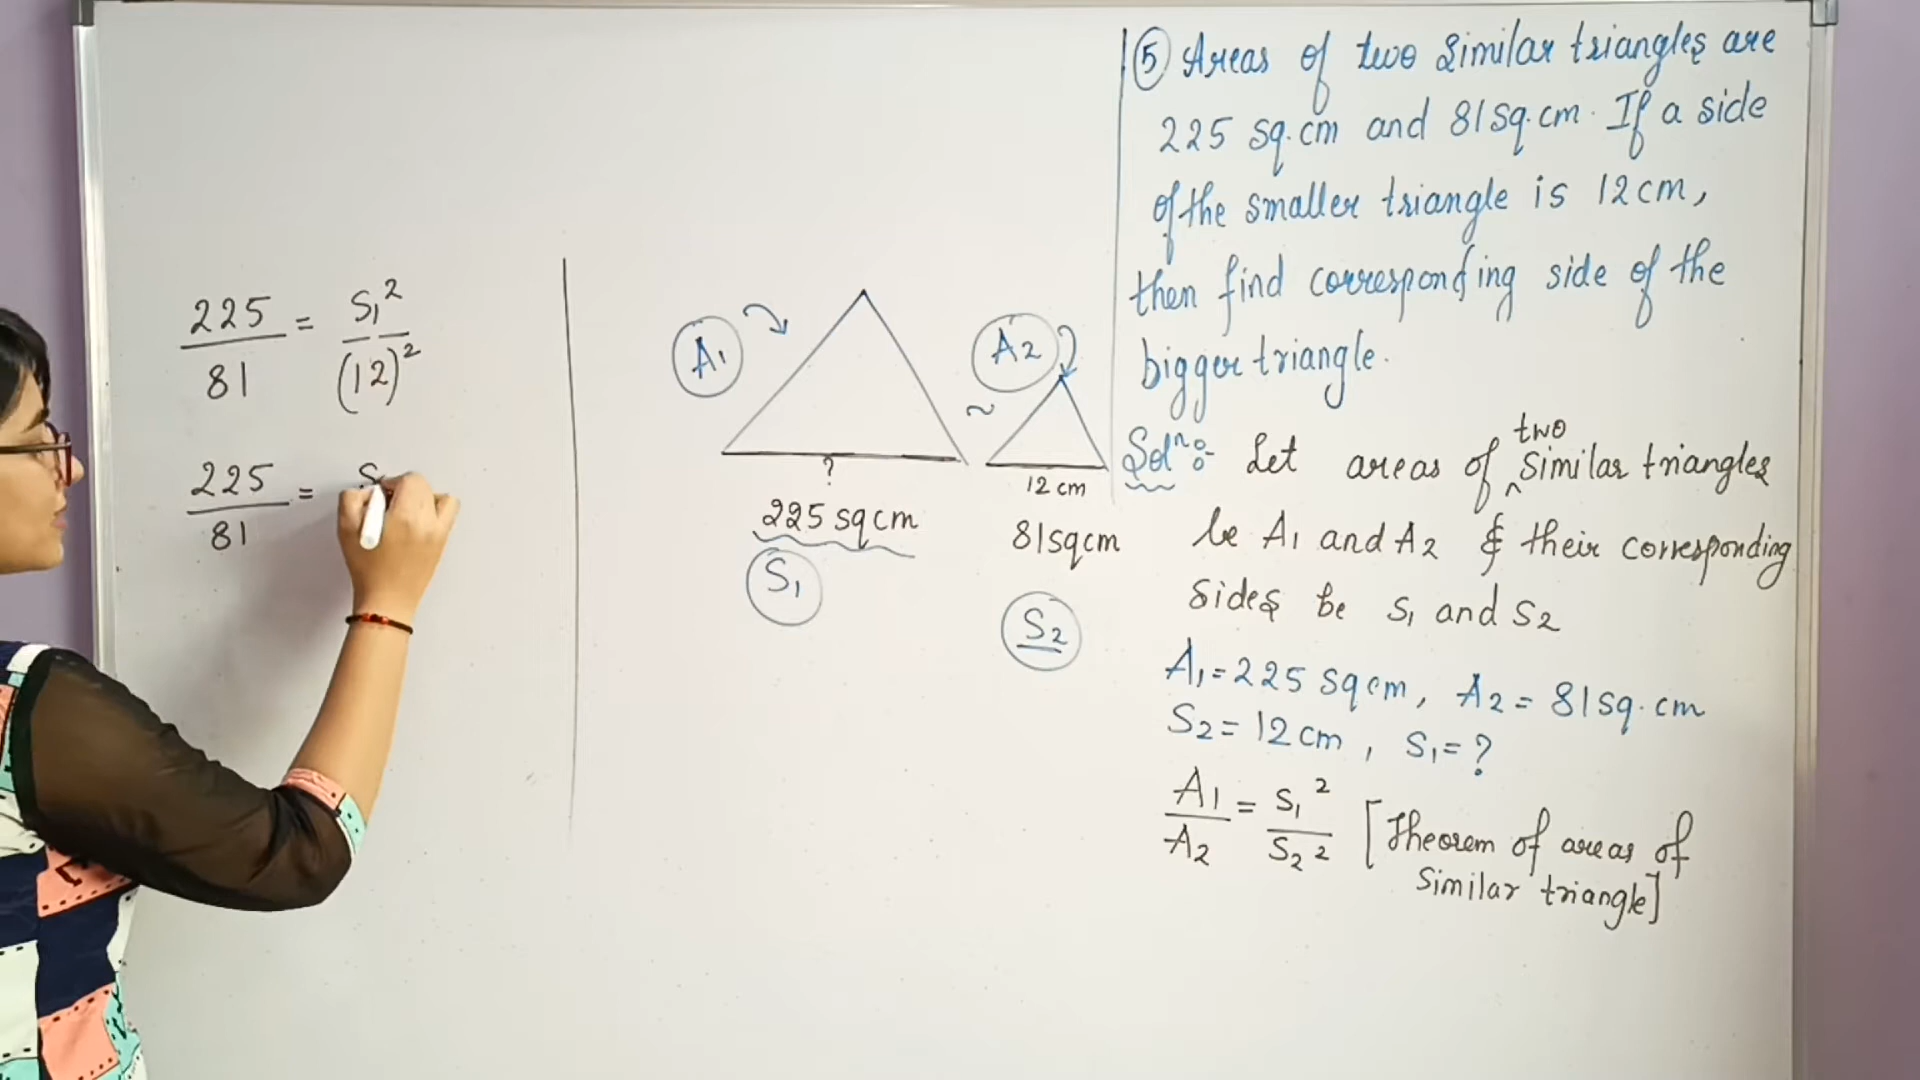 ⑤ Areas of two similar triangles are
225 sq.cm and 81 sq.cm. If a side
of the smaller triangle is 12 cm,
then find corresponding side of the
bigger triangle.
Solⁿ:- Let areas of two similar triangles
be A₁ and A₂ & their corresponding
sides be S₁ and S₂
A₁ = 225 sq cm, A₂ = 81 sq. cm
S₂ = 12 cm, S₁ = ?
A₁/A₂ = S₁²/S₂² [Theorem of areas of
similar triangle]
A₁
A₂
~
?
12 cm
225 sq cm
81 sq cm
S₁
S₂
225/81 = S₁²/(12)²
225/81 = S